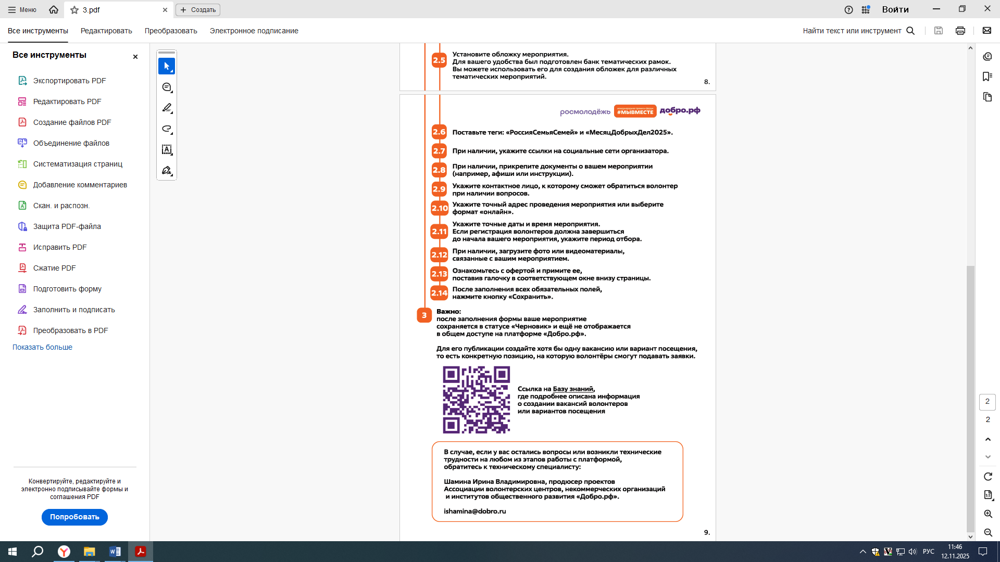 Меню
3.pdf
Создать
Войти
Все инструменты
Редактировать
Преобразовать
Электронное подписание
Найти текст или инструмент
Все инструменты
Экспортировать PDF
Редактировать PDF
Создание файлов PDF
Объединение файлов
Систематизация страниц
Добавление комментариев
Скан. и распозн.
Защита PDF-файла
Исправить PDF
Сжатие PDF
Подготовить форму
Заполнить и подписать
Преобразовать в PDF
Показать больше
Конвертируйте, редактируйте и
электронно подписывайте формы и
соглашения PDF
Попробовать
2.5
Установите обложку мероприятия.
Для вашего удобства был подготовлен банк тематических рамок.
Вы можете использовать его для создания обложек для различных
тематических мероприятий.
8.
росмолодёжь
#МЫВМЕСТЕ
добро.рф
2.6
Поставьте теги: «РоссияСемьяСемей» и «МесяцДобрыхДел2025».
2.7
При наличии, укажите ссылки на социальные сети организатора.
2.8
При наличии, прикрепите документы о вашем мероприятии
(например, афиши или инструкции).
2.9
Укажите контактное лицо, к которому сможет обратиться волонтер
при наличии вопросов.
2.10
Укажите точный адрес проведения мероприятия или выберите
формат «онлайн».
2.11
Укажите точные даты и время мероприятия.
Если регистрация волонтеров должна завершиться
до начала вашего мероприятия, укажите период отбора.
2.12
При наличии, загрузите фото или видеоматериалы,
связанные с вашим мероприятием.
2.13
Ознакомьтесь с офертой и примите ее,
поставив галочку в соответствующем окне внизу страницы.
2.14
После заполнения всех обязательных полей,
нажмите кнопку «Сохранить».
3
Важно:
после заполнения формы ваше мероприятие
сохраняется в статусе «Черновик» и ещё не отображается
в общем доступе на платформе «Добро.рф».
Для его публикации создайте хотя бы одну вакансию или вариант посещения,
то есть конкретную позицию, на которую волонтёры смогут подавать заявки.
Ссылка на Базу знаний,
где подробнее описана информация
о создании вакансий волонтеров
или вариантов посещения
В случае, если у вас остались вопросы или возникли технические
трудности на любом из этапов работы с платформой,
обратитесь к техническому специалисту:
Шамина Ирина Владимировна, продюсер проектов
Ассоциации волонтерских центров, некоммерческих организаций
и институтов общественного развития «Добро.рф».
ishamina@dobro.ru
9.
2
2
1:1
РУС
11:46
12.11.2025